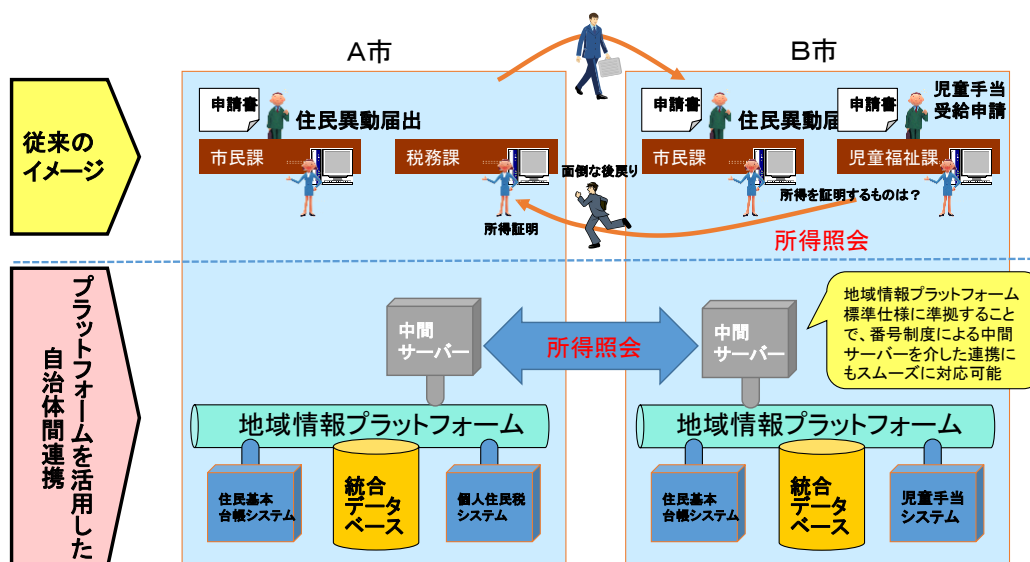 A市
B市
従来の
イメージ
申請書
住民異動届出
市民課
税務課
所得証明
面倒な後戻り
申請書
住民異動届
申請書
児童手当
受給申請
市民課
児童福祉課
所得を証明するものは?
所得照会
プラットフォームを活用した
自治体間連携
中間
サーバー
所得照会
中間
サーバー
地域情報プラットフォーム
標準仕様に準拠すること
で、番号制度による中間
サーバーを介した連携に
もスムーズに対応可能
地域情報プラットフォーム
地域情報プラットフォーム
住民基本
台帳システム
統合
データ
ベース
個人住民税
システム
住民基本
台帳システム
統合
データ
ベース
児童手当
システム